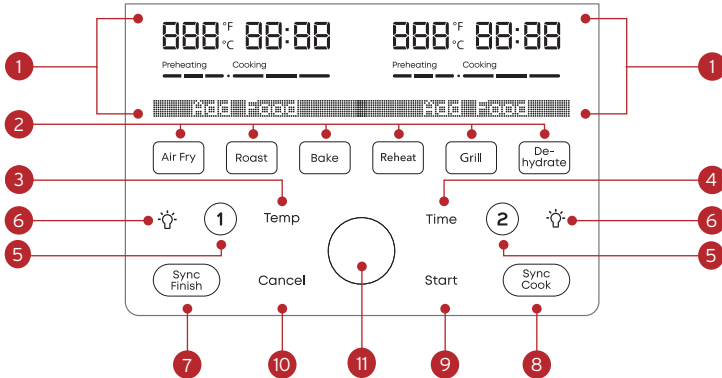 888 °F °C 88:88 888 °F °C 88:88
Preheating Cooking Preheating Cooking
1 1
Add Food Add Food
2
Air Fry Roast Bake Reheat Grill De-
hydrate
3 4
6 1 Temp Time 2 6
5 5
Sync
Finish Cancel Start Sync
Cook
7 10 11 9 8